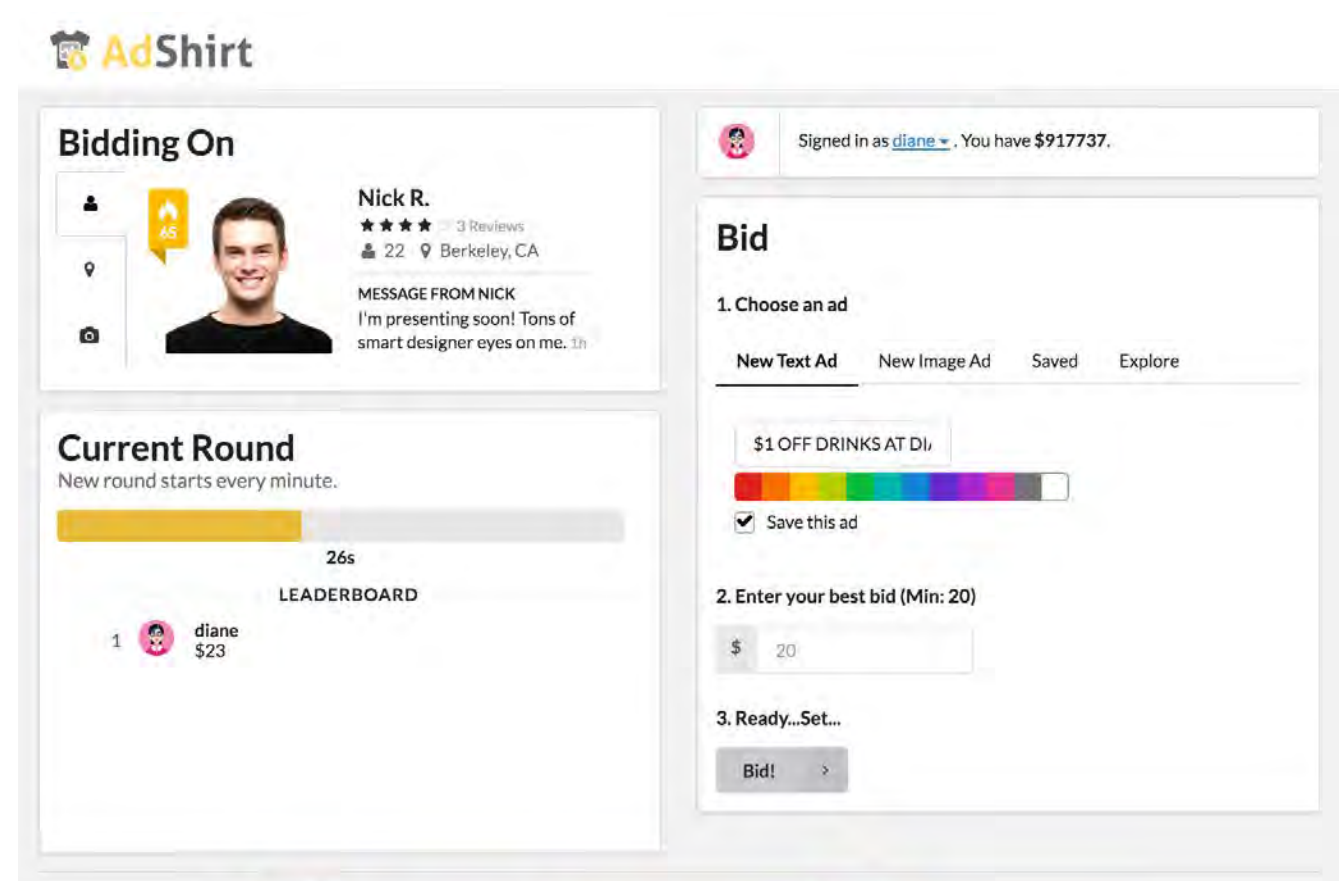 AdShirt
Bidding On
65
Nick R.
3 Reviews
22 Berkeley, CA
MESSAGE FROM NICK
I'm presenting soon! Tons of
smart designer eyes on me. 1h
Current Round
New round starts every minute.
26s
LEADERBOARD
1
diane
$23
Signed in as diane . You have $917737.
Bid
1. Choose an ad
New Text Ad New Image Ad Saved Explore
$1 OFF DRINKS AT
Save this ad
2. Enter your best bid (Min: 20)
$ 20
3. Ready...Set...
Bid! >